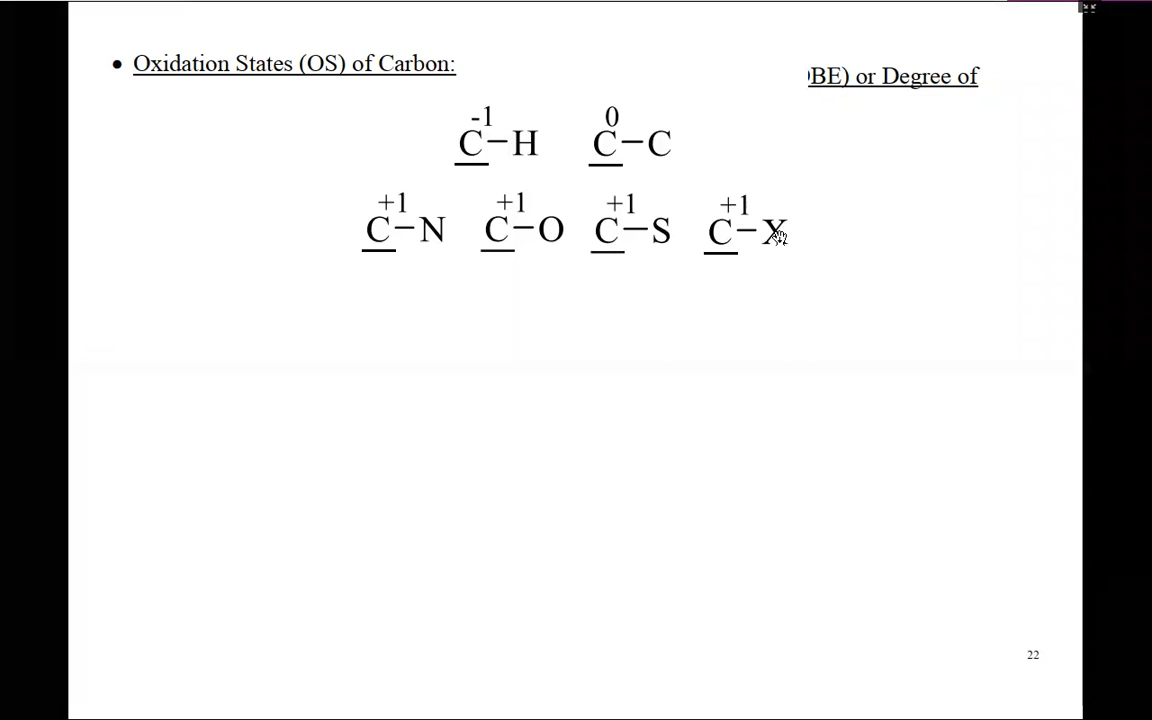 • Oxidation States (OS) of Carbon:
BE) or Degree of
-1 0
C–H C–C
+1 +1 +1 +1
C–N C–O C–S C–X
22